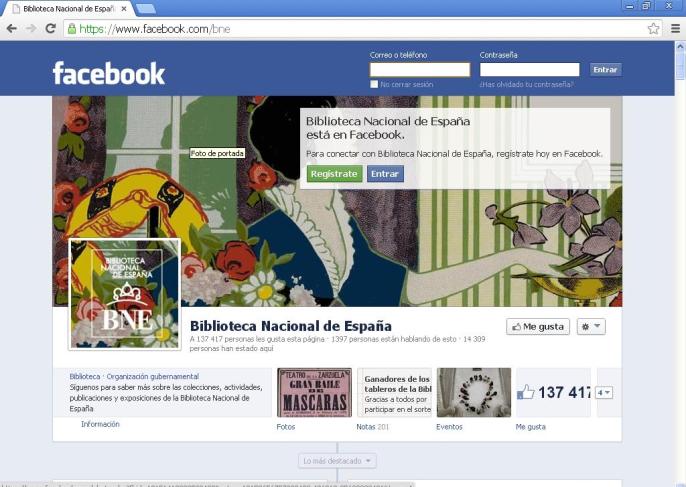 Biblioteca Nacional de Españ
https://www.facebook.com/bne
facebook
Correo o teléfono
Contraseña
Entrar
No cerrar sesión
¿Has olvidado tu contraseña?
Biblioteca Nacional de España
está en Facebook.
Para conectar con Biblioteca Nacional de España, regístrate hoy en Facebook.
Regístrate
Entrar
Foto de portada
BIBLIOTECA
NACIONAL
DE ESPAÑA
BNE
Biblioteca Nacional de España
A 137 417 personas les gusta esta página · 1397 personas están hablando de esto · 14 309
personas han estado aquí
Me gusta
Biblioteca · Organización gubernamental
Síguenos para saber más sobre las colecciones, actividades,
publicaciones y exposiciones de la Biblioteca Nacional de
España
Información
TEATRO DE LA ZARZUELA
GRAN BAILE
DE
MASCARAS
Fotos
Ganadores de los
tableros de la Bibl
Gracias a todos por
participar en el sorte
Notas 201
Eventos
137 417
Me gusta
4
Lo más destacado